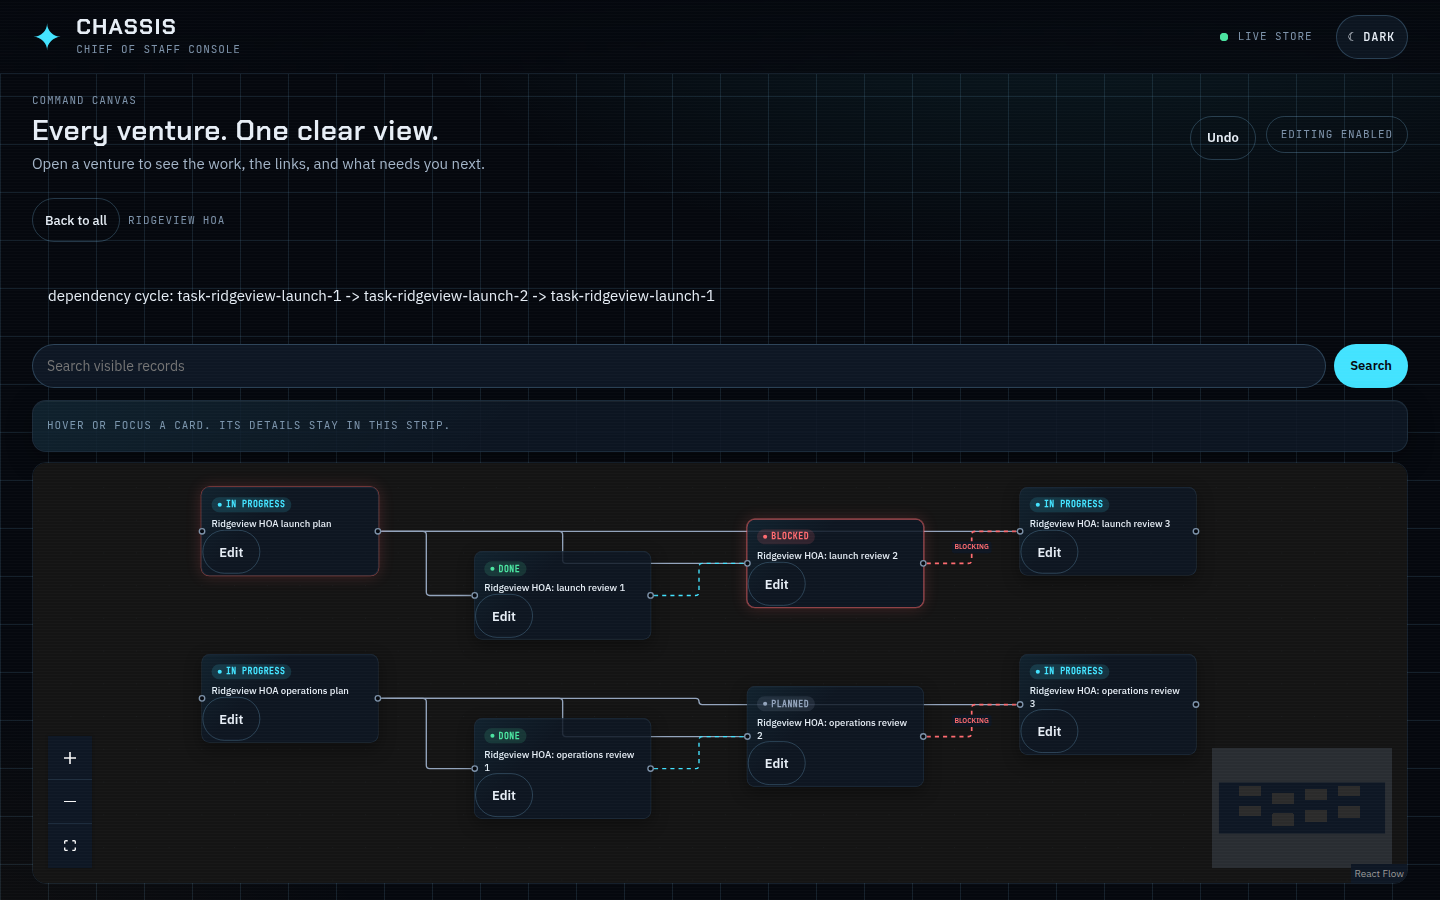 CHASSIS
CHIEF OF STAFF CONSOLE
LIVE STORE
DARK
COMMAND CANVAS
Every venture. One clear view.
Open a venture to see the work, the links, and what needs you next.
Undo
EDITING ENABLED
Back to all
RIDGEVIEW HOA
dependency cycle: task-ridgeview-launch-1 -> task-ridgeview-launch-2 -> task-ridgeview-launch-1
Search visible records
Search
HOVER OR FOCUS A CARD. ITS DETAILS STAY IN THIS STRIP.
IN PROGRESS
Ridgeview HOA launch plan
Edit
DONE
Ridgeview HOA: launch review 1
Edit
BLOCKED
Ridgeview HOA: launch review 2
Edit
BLOCKING
IN PROGRESS
Ridgeview HOA: launch review 3
Edit
IN PROGRESS
Ridgeview HOA operations plan
Edit
DONE
Ridgeview HOA: operations review
1
Edit
PLANNED
Ridgeview HOA: operations review
2
Edit
BLOCKING
IN PROGRESS
Ridgeview HOA: operations review
3
Edit
React Flow